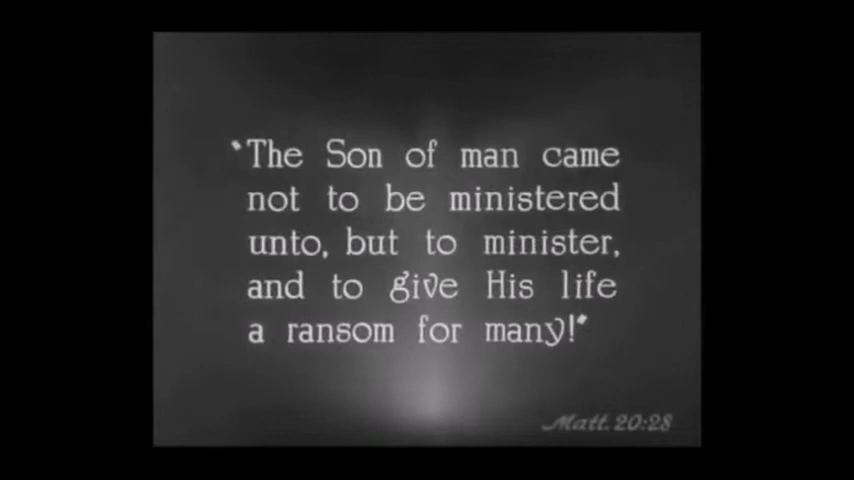 "The Son of man came
not to be ministered
unto, but to minister,
and to give His life
a ransom for many!"
Matt. 20:28